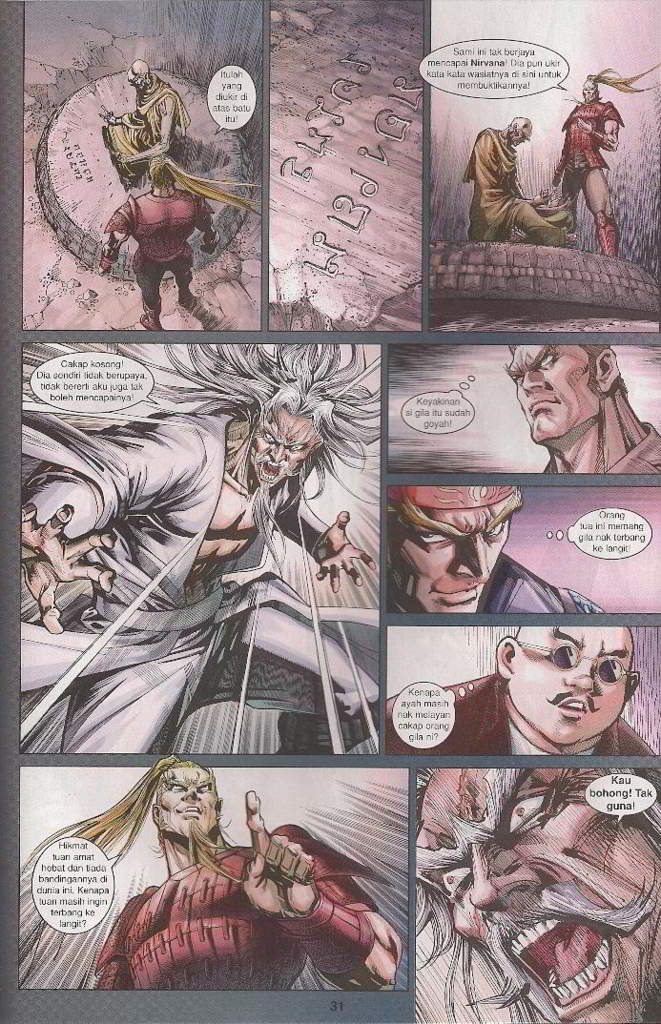 Itulah
yang
diukir di
atas batu
itu!
Sami ini tak berjaya
mencapai Nirvana! Dia pun ukir
kata kata wasiatnya di sini untuk
membuktikannya!
Cakap kosong!
Dia sendiri tidak berupaya,
tidak bererti aku juga tak
boleh mencapainya!
Keyakinan
si gila itu sudah
goyah!
Orang
tua ini memang
gila nak terbang
ke langit!
Kenapa
ayah masih
nak melayan
cakap orang
gila ni?
Hikmat
tuan amat
hebat dan tiada
bandingannya di
dunia ini. Kenapa
tuan masih ingin
terbang ke
langit?
Kau
bohong! Tak
guna!
31